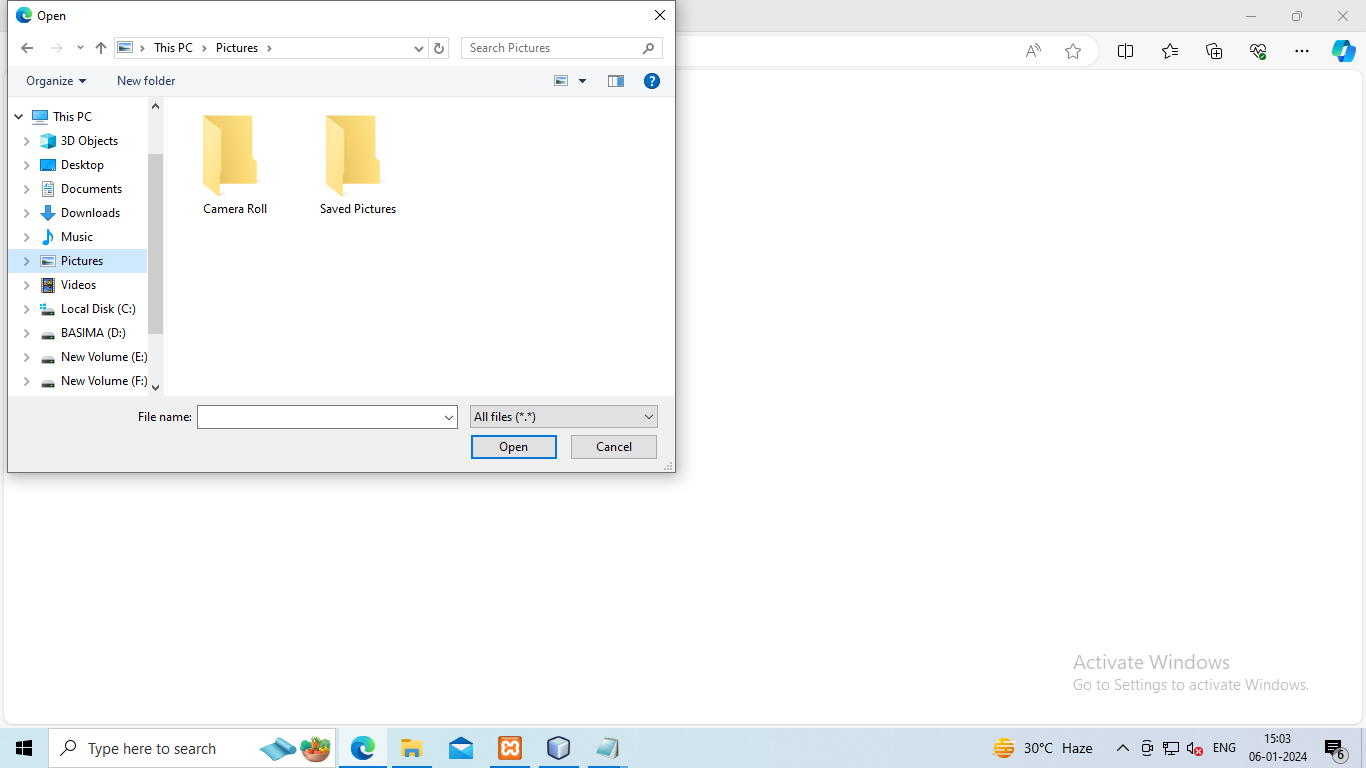 Open
This PC
Pictures
Search Pictures
Organize
New folder
This PC
3D Objects
Desktop
Documents
Downloads
Music
Pictures
Videos
Local Disk (C:)
BASIMA (D:)
New Volume (E:)
New Volume (F:)
Camera Roll
Saved Pictures
File name:
All files (*.*)
Open
Cancel
Activate Windows
Go to Settings to activate Windows.
Type here to search
30°C Haze
ENG
15:03
06-01-2024
6